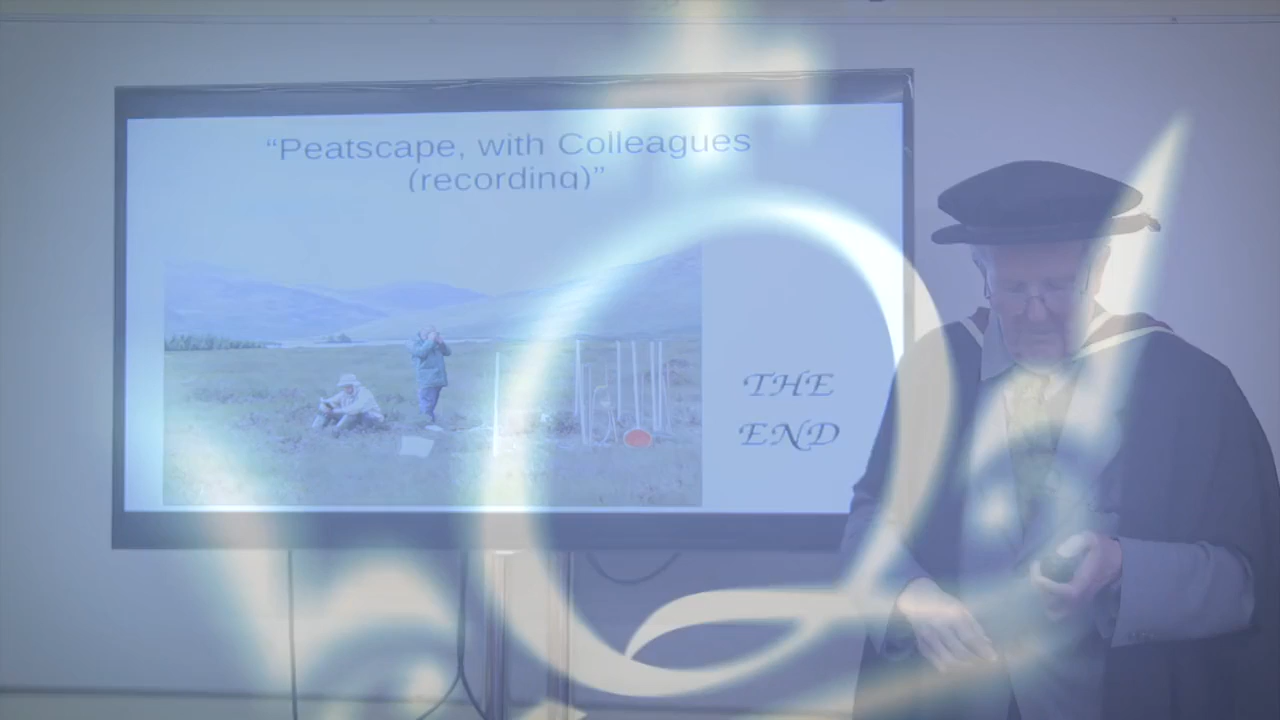 “Peatscape, with Colleagues
(recording)”
THE
END